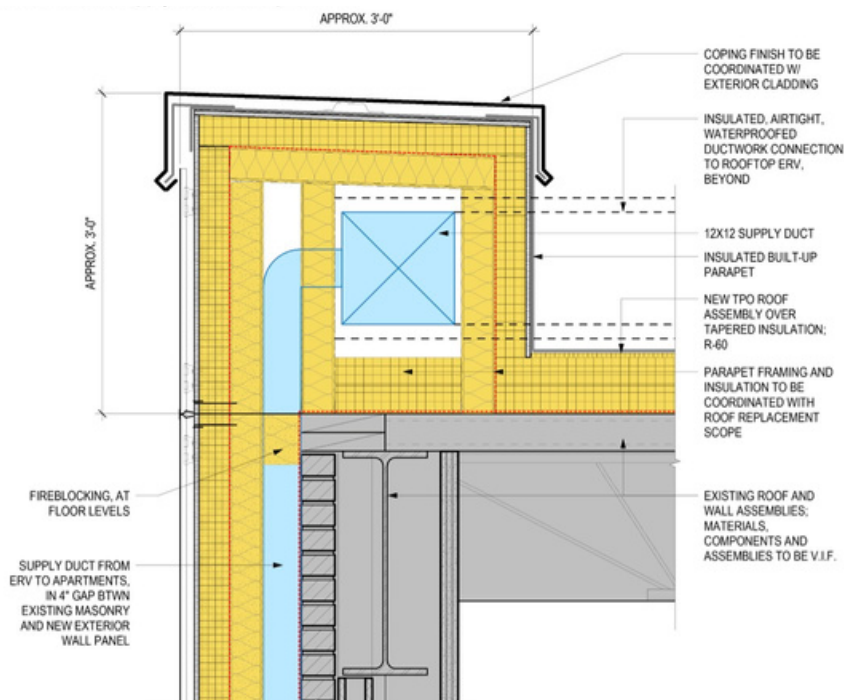 APPROX. 3'-0"
COPING FINISH TO BE
COORDINATED W/
EXTERIOR CLADDING
INSULATED, AIRTIGHT,
WATERPROOFED
DUCTWORK CONNECTION
TO ROOFTOP ERV,
BEYOND
APPROX. 3'-0"
12X12 SUPPLY DUCT
INSULATED BUILT-UP
PARAPET
NEW TPO ROOF
ASSEMBLY OVER
TAPERED INSULATION;
R-60
PARAPET FRAMING AND
INSULATION TO BE
COORDINATED WITH
ROOF REPLACEMENT
SCOPE
FIREBLOCKING, AT
FLOOR LEVELS
EXISTING ROOF AND
WALL ASSEMBLIES;
MATERIALS,
COMPONENTS AND
ASSEMBLIES TO BE V.I.F.
SUPPLY DUCT FROM
ERV TO APARTMENTS,
IN 4" GAP BTWN
EXISTING MASONRY
AND NEW EXTERIOR
WALL PANEL